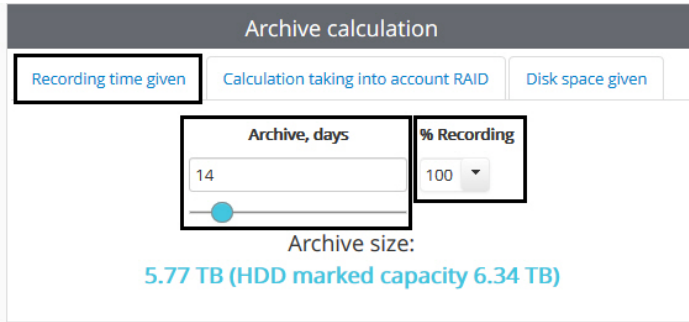 Archive calculation
Recording time given Calculation taking into account RAID Disk space given
Archive, days % Recording
14 100
Archive size:
5.77 TB (HDD marked capacity 6.34 TB)